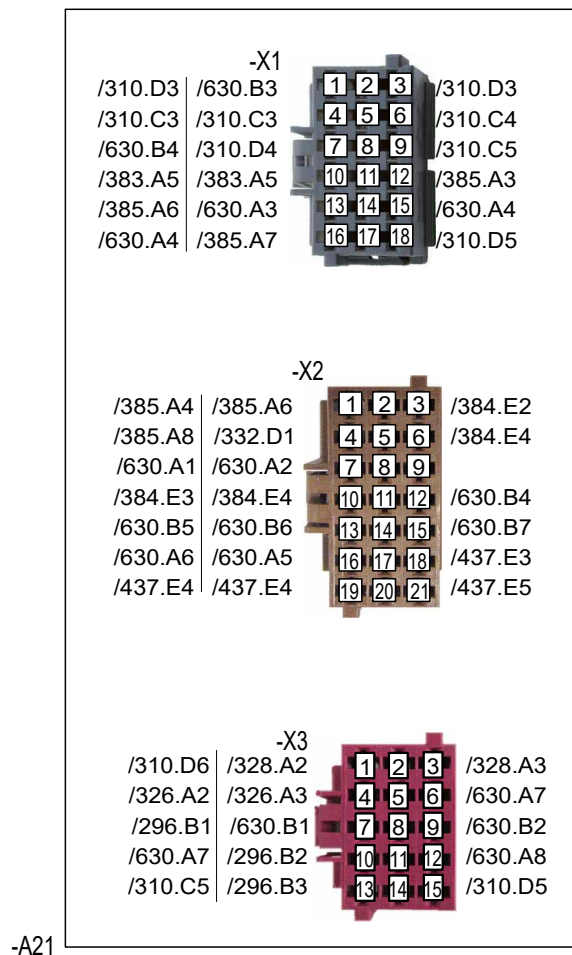 -X1
/310.D3 /630.B3 1 2 3 /310.D3
/310.C3 /310.C3 4 5 6 /310.C4
/630.B4 /310.D4 7 8 9 /310.C5
/383.A5 /383.A5 10 11 12 /385.A3
/385.A6 /630.A3 13 14 15 /630.A4
/630.A4 /385.A7 16 17 18 /310.D5
-X2
/385.A4 /385.A6 1 2 3 /384.E2
/385.A8 /332.D1 4 5 6 /384.E4
/630.A1 /630.A2 7 8 9
/384.E3 /384.E4 10 11 12 /630.B4
/630.B5 /630.B6 13 14 15 /630.B7
/630.A6 /630.A5 16 17 18 /437.E3
/437.E4 /437.E4 19 20 21 /437.E5
-X3
/310.D6 /328.A2 1 2 3 /328.A3
/326.A2 /326.A3 4 5 6 /630.A7
/296.B1 /630.B1 7 8 9 /630.B2
/630.A7 /296.B2 10 11 12 /630.A8
/310.C5 /296.B3 13 14 15 /310.D5
-A21